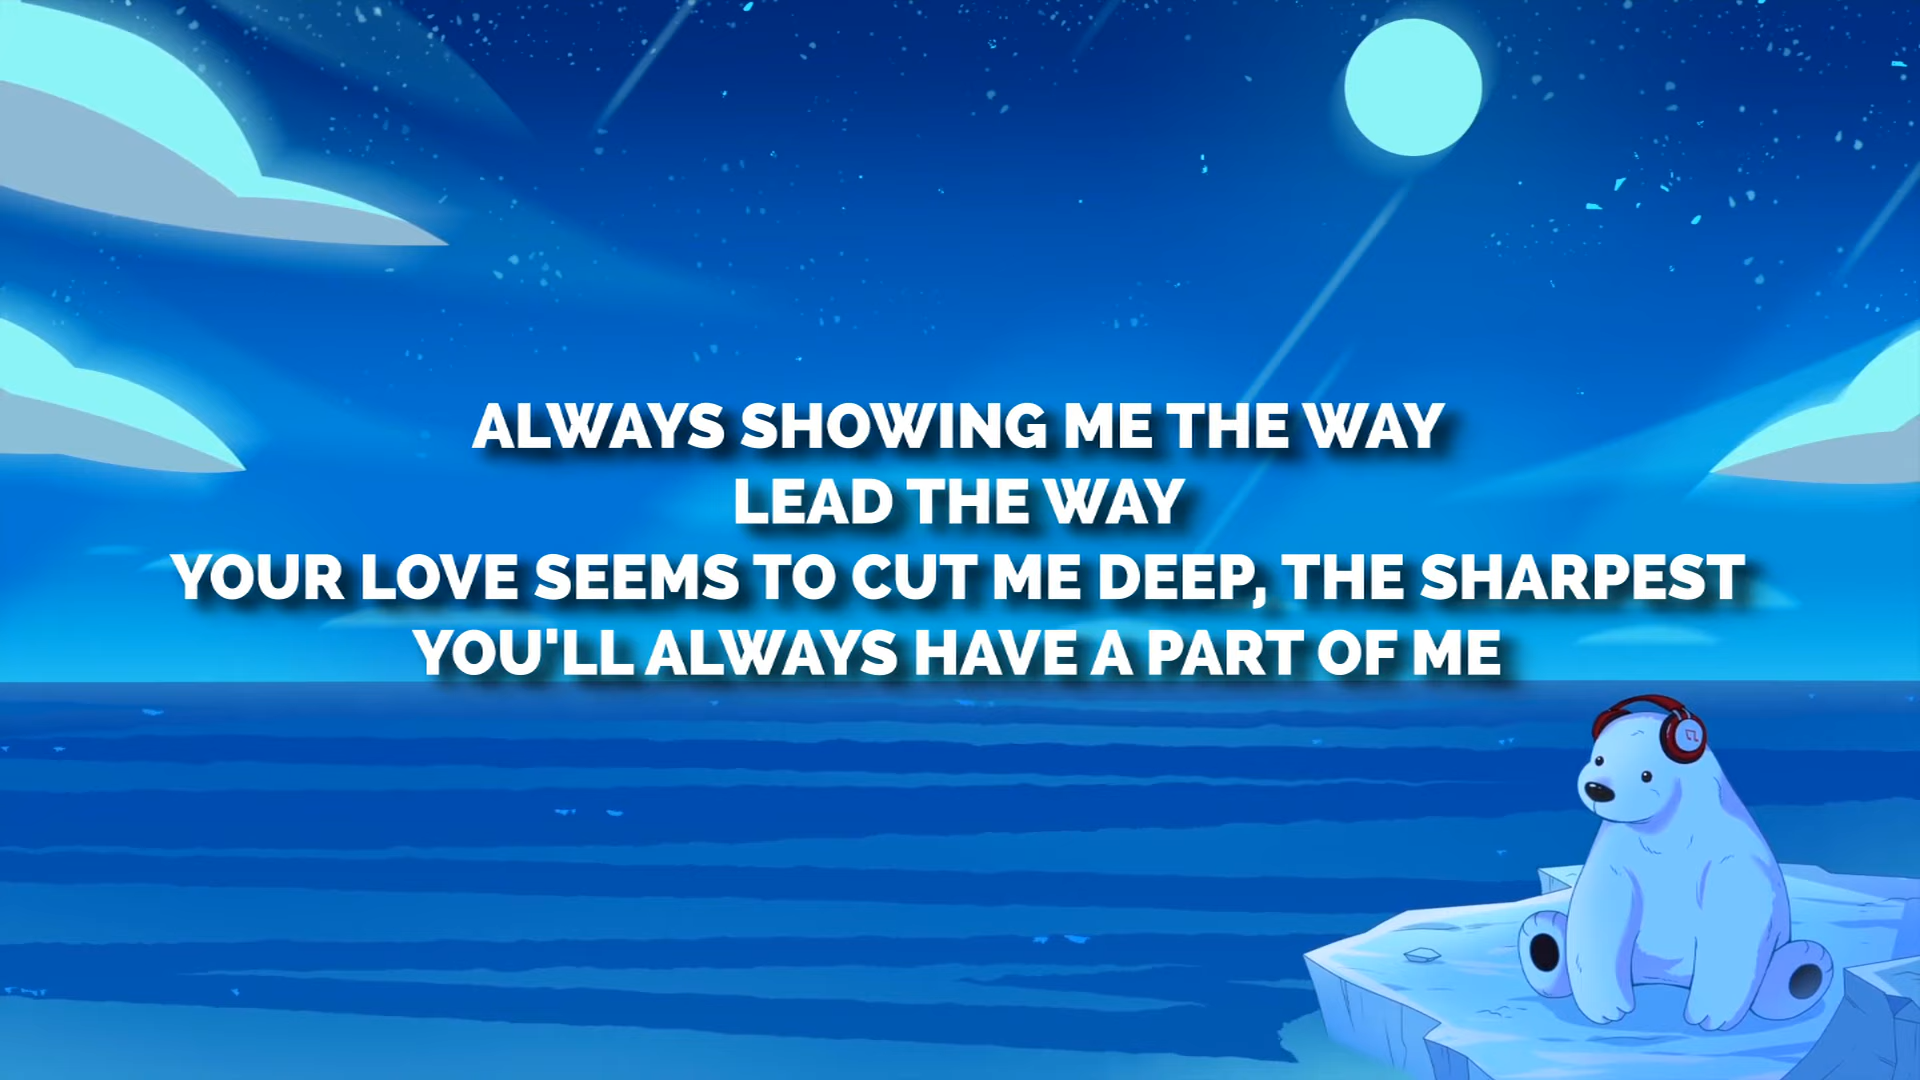 ALWAYS SHOWING ME THE WAY
LEAD THE WAY
YOUR LOVE SEEMS TO CUT ME DEEP, THE SHARPEST
YOU'LL ALWAYS HAVE A PART OF ME